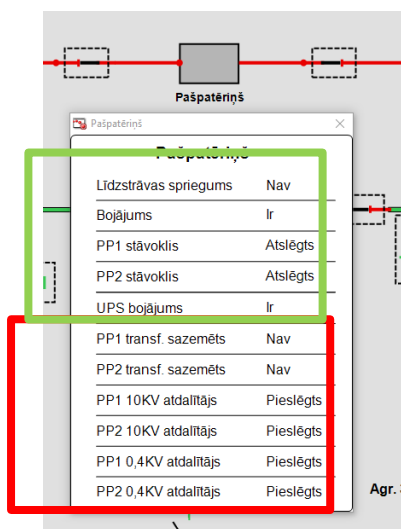 Pašpatēriņš
Pašpatēriņš
Pašpatēriņš
Līdzstrāvas spriegums Nav
Bojājums Ir
PP1 stāvoklis Atslēgts
PP2 stāvoklis Atslēgts
UPS bojājums Ir
PP1 transf. sazemēts Nav
PP2 transf. sazemēts Nav
PP1 10KV atdalītājs Pieslēgts
PP2 10KV atdalītājs Pieslēgts
PP1 0,4KV atdalītājs Pieslēgts
PP2 0,4KV atdalītājs Pieslēgts
Agr.